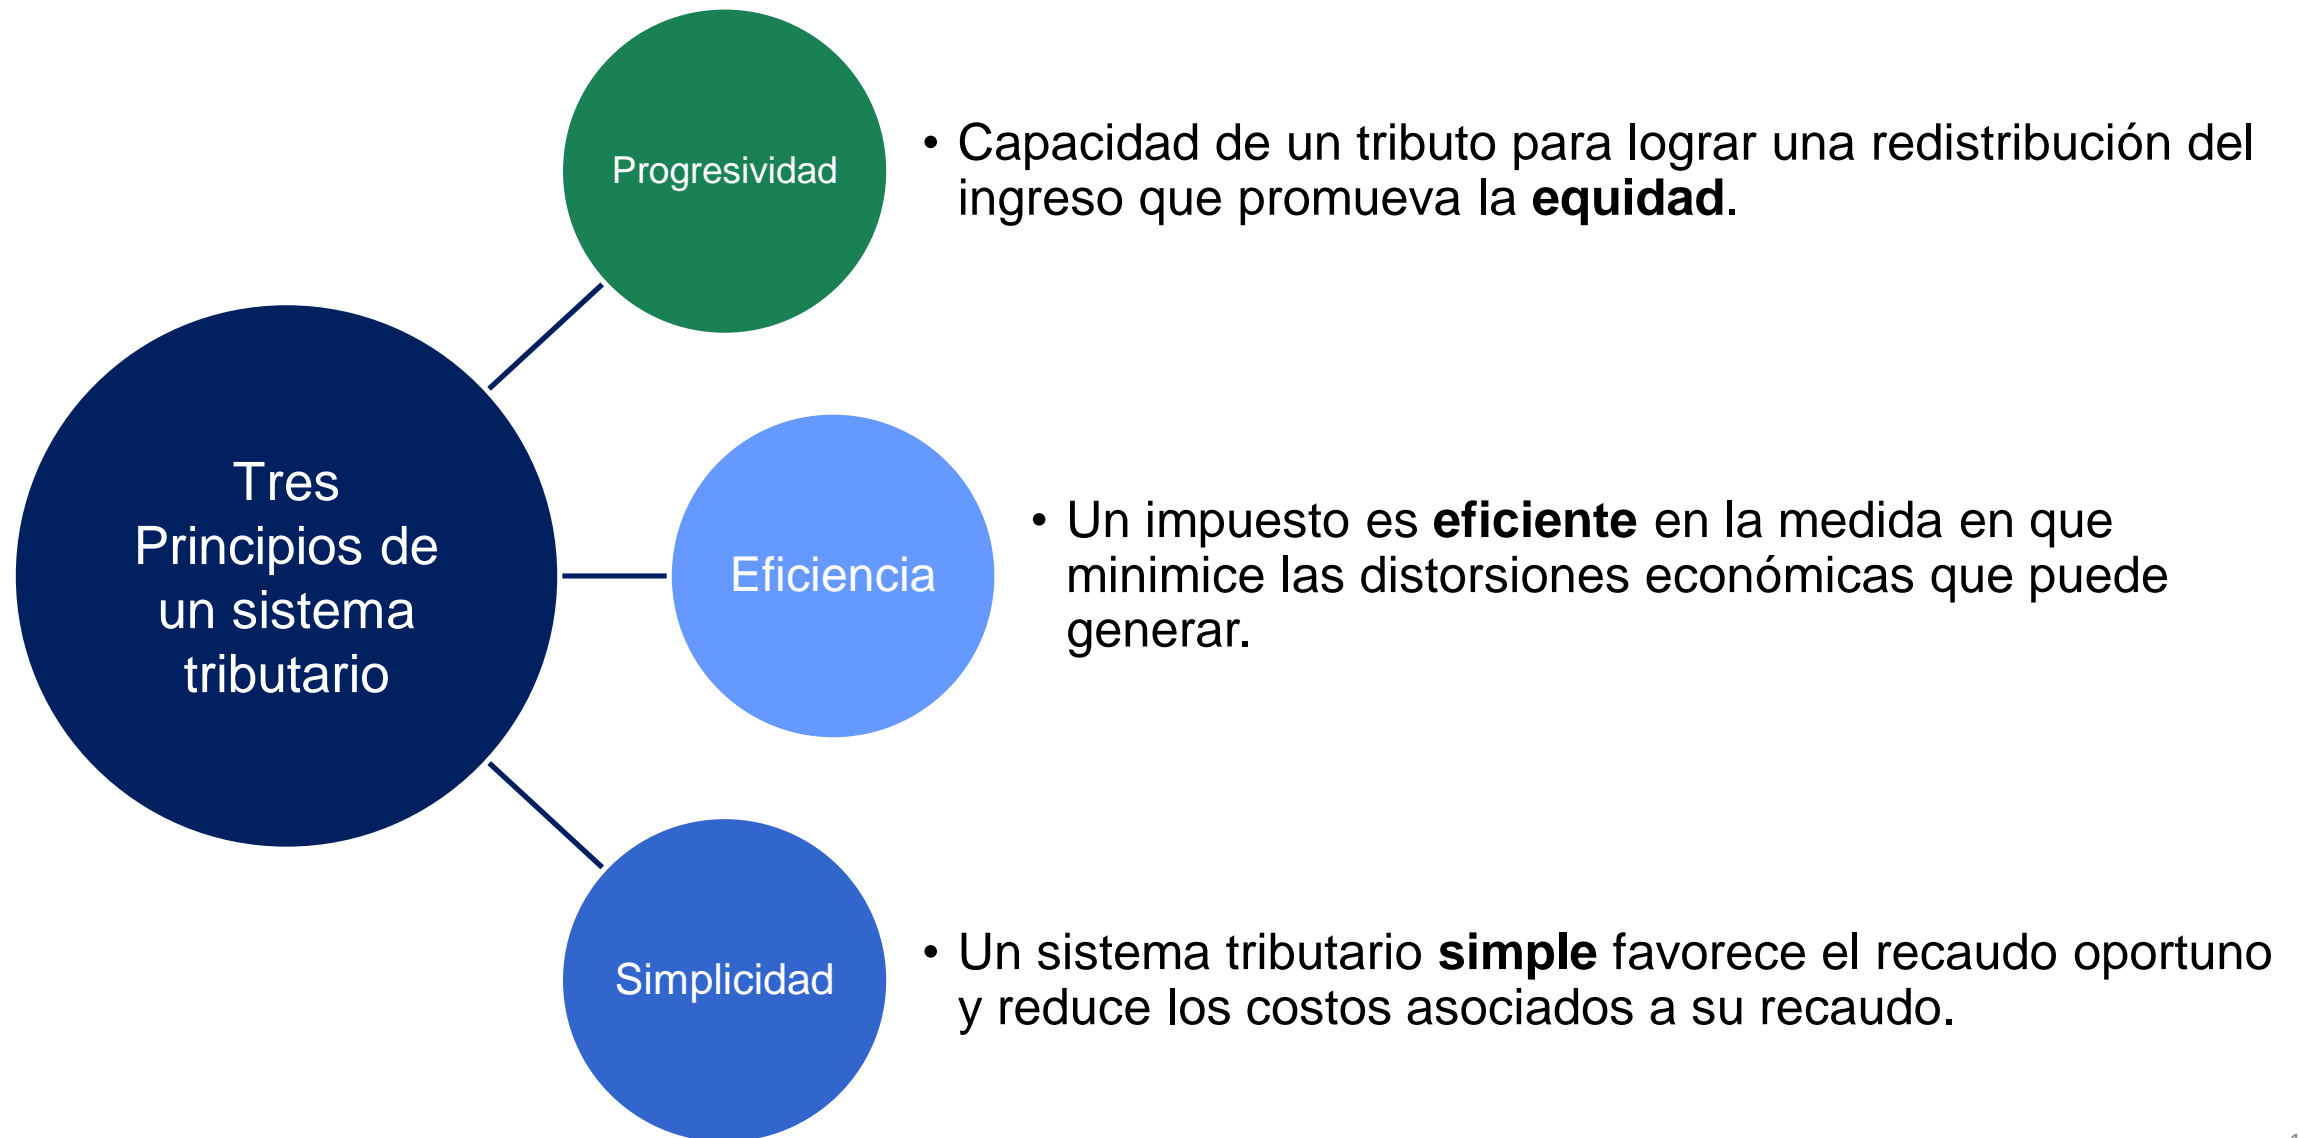 Tres
Principios de
un sistema
tributario
Progresividad
• Capacidad de un tributo para lograr una redistribución del
ingreso que promueva la equidad.
Eficiencia
• Un impuesto es eficiente en la medida en que
minimice las distorsiones económicas que puede
generar.
Simplicidad
• Un sistema tributario simple favorece el recaudo oportuno
y reduce los costos asociados a su recaudo.